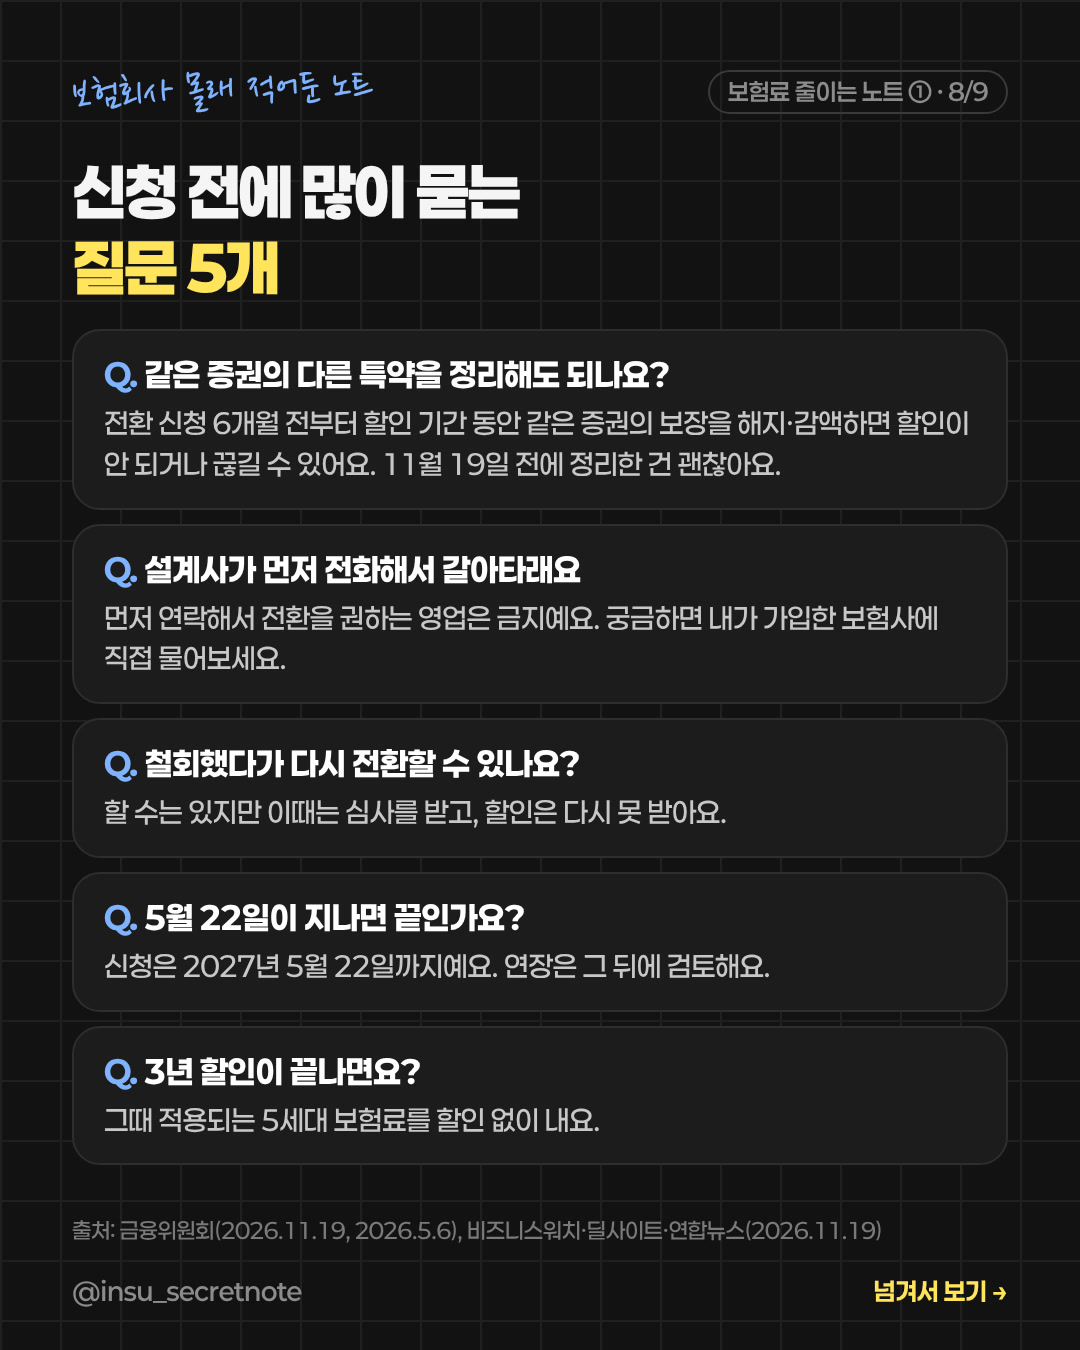 보험회사 몰래 적어둔 노트
보험료 줄이는 노트 ① · 8/9
신청 전에 많이 묻는
질문 5개
Q. 같은 증권의 다른 특약을 정리해도 되나요?
전환 신청 6개월 전부터 할인 기간 동안 같은 증권의 보장을 해지·감액하면 할인이
안 되거나 끊길 수 있어요. 11월 19일 전에 정리한 건 괜찮아요.
Q. 설계사가 먼저 전화해서 갈아타래요
먼저 연락해서 전환을 권하는 영업은 금지예요. 궁금하면 내가 가입한 보험사에
직접 물어보세요.
Q. 철회했다가 다시 전환할 수 있나요?
할 수는 있지만 이때는 심사를 받고, 할인은 다시 못 받아요.
Q. 5월 22일이 지나면 끝인가요?
신청은 2027년 5월 22일까지예요. 연장은 그 뒤에 검토해요.
Q. 3년 할인이 끝나면요?
그때 적용되는 5세대 보험료를 할인 없이 내요.
출처: 금융위원회(2026.11.19, 2026.5.6), 비즈니스워치·딜사이트·연합뉴스(2026.11.19)
@insu_secretnote
넘겨서 보기 →